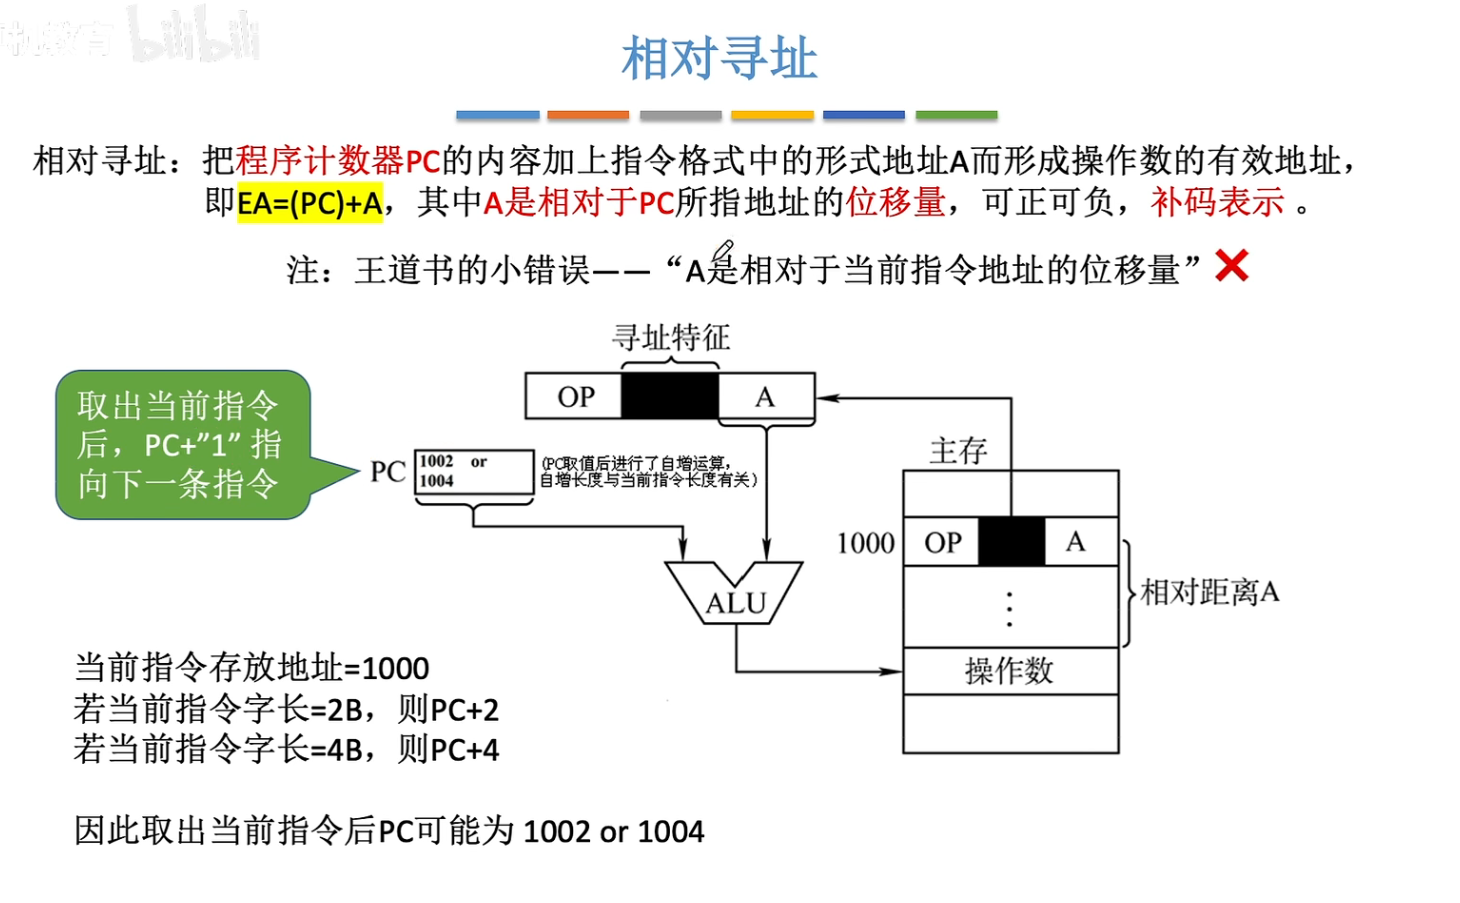 bilibili
相对寻址
相对寻址：把程序计数器PC的内容加上指令格式中的形式地址A而形成操作数的有效地址，
即EA=(PC)+A，其中A是相对于PC所指地址的位移量，可正可负，补码表示 。
注：王道书的小错误——“A是相对于当前指令地址的位移量”
寻址特征
OP
A
取出当前指令
后，PC+”1” 指
向下一条指令
PC
1002 or
1004
(PC取值后进行了自增运算，
自增长度与当前指令长度有关)
主存
1000
OP
A
相对距离A
ALU
操作数
当前指令存放地址=1000
若当前指令字长=2B，则PC+2
若当前指令字长=4B，则PC+4
因此取出当前指令后PC可能为 1002 or 1004